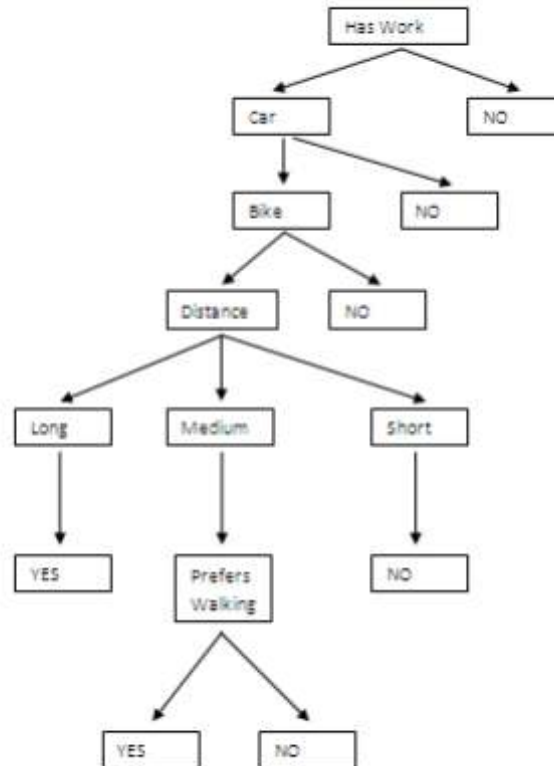 Has Work
Car
NO
Bike
NO
Distance
NO
Long
Medium
Short
YES
Prefers
Walking
NO
YES
NO